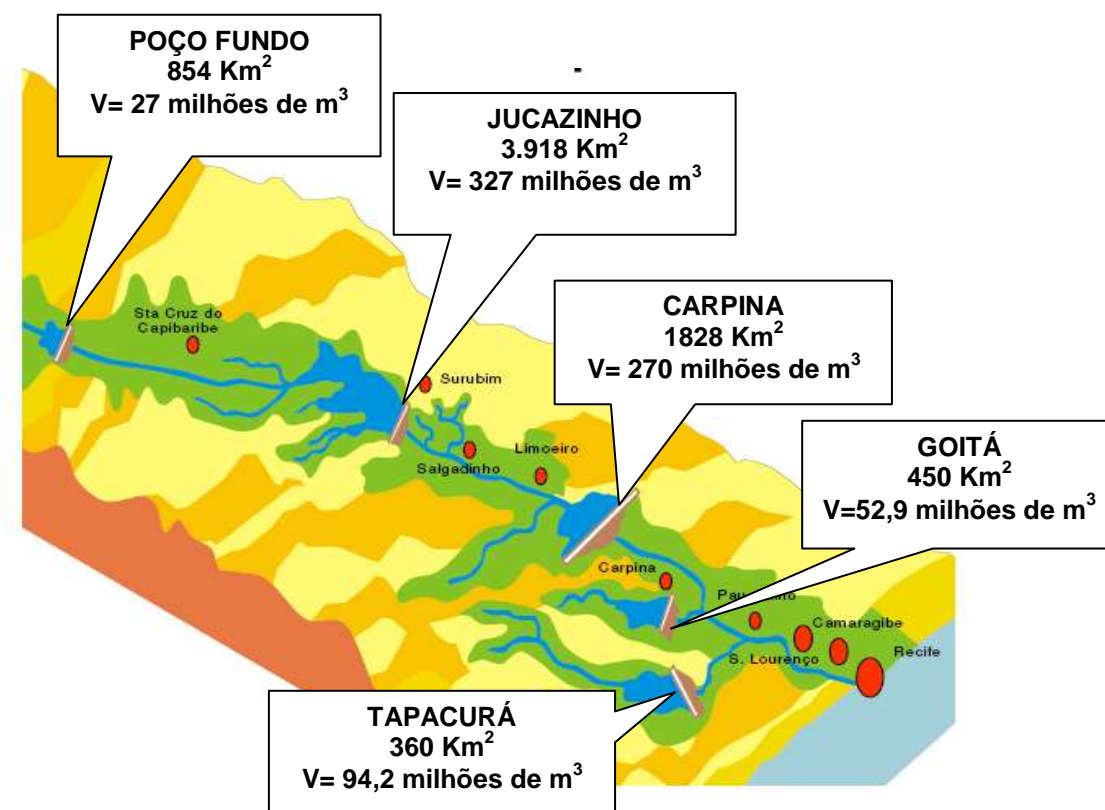 POÇO FUNDO
854 Km²
V= 27 milhões de m³
JUCAZINHO
3.918 Km²
V= 327 milhões de m³
CARPINA
1828 Km²
V= 270 milhões de m³
GOITÁ
450 Km²
V=52,9 milhões de m³
Sta Cruz do
Capibaribe
Surubim
Limoeiro
Salgadinho
Carpina
Camaragibe
S. Lourenço
Recife
TAPACURÁ
360 Km²
V= 94,2 milhões de m³